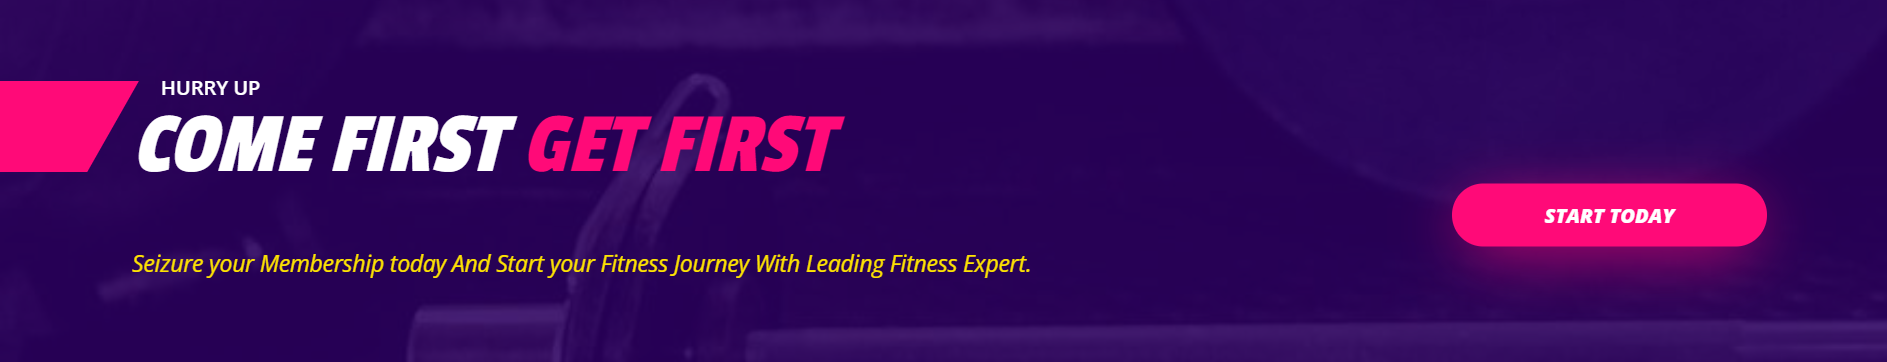 HURRY UP
COME FIRST GET FIRST
Seizure your Membership today And Start your Fitness Journey With Leading Fitness Expert.
START TODAY